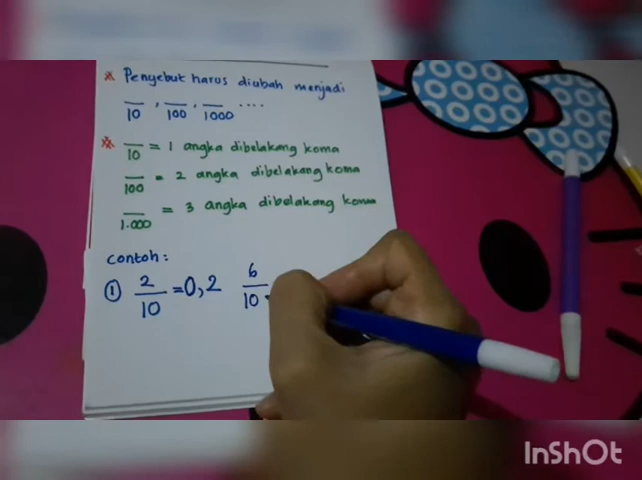 * Penyebut harus diubah menjadi
— 10 , — 100 , — 1000 ....
* — 10 = 1 angka dibelakang koma
— 100 = 2 angka dibelakang koma
— 1.000 = 3 angka dibelakang koma
contoh:
① 2/10 = 0,2 6/10
InShOt